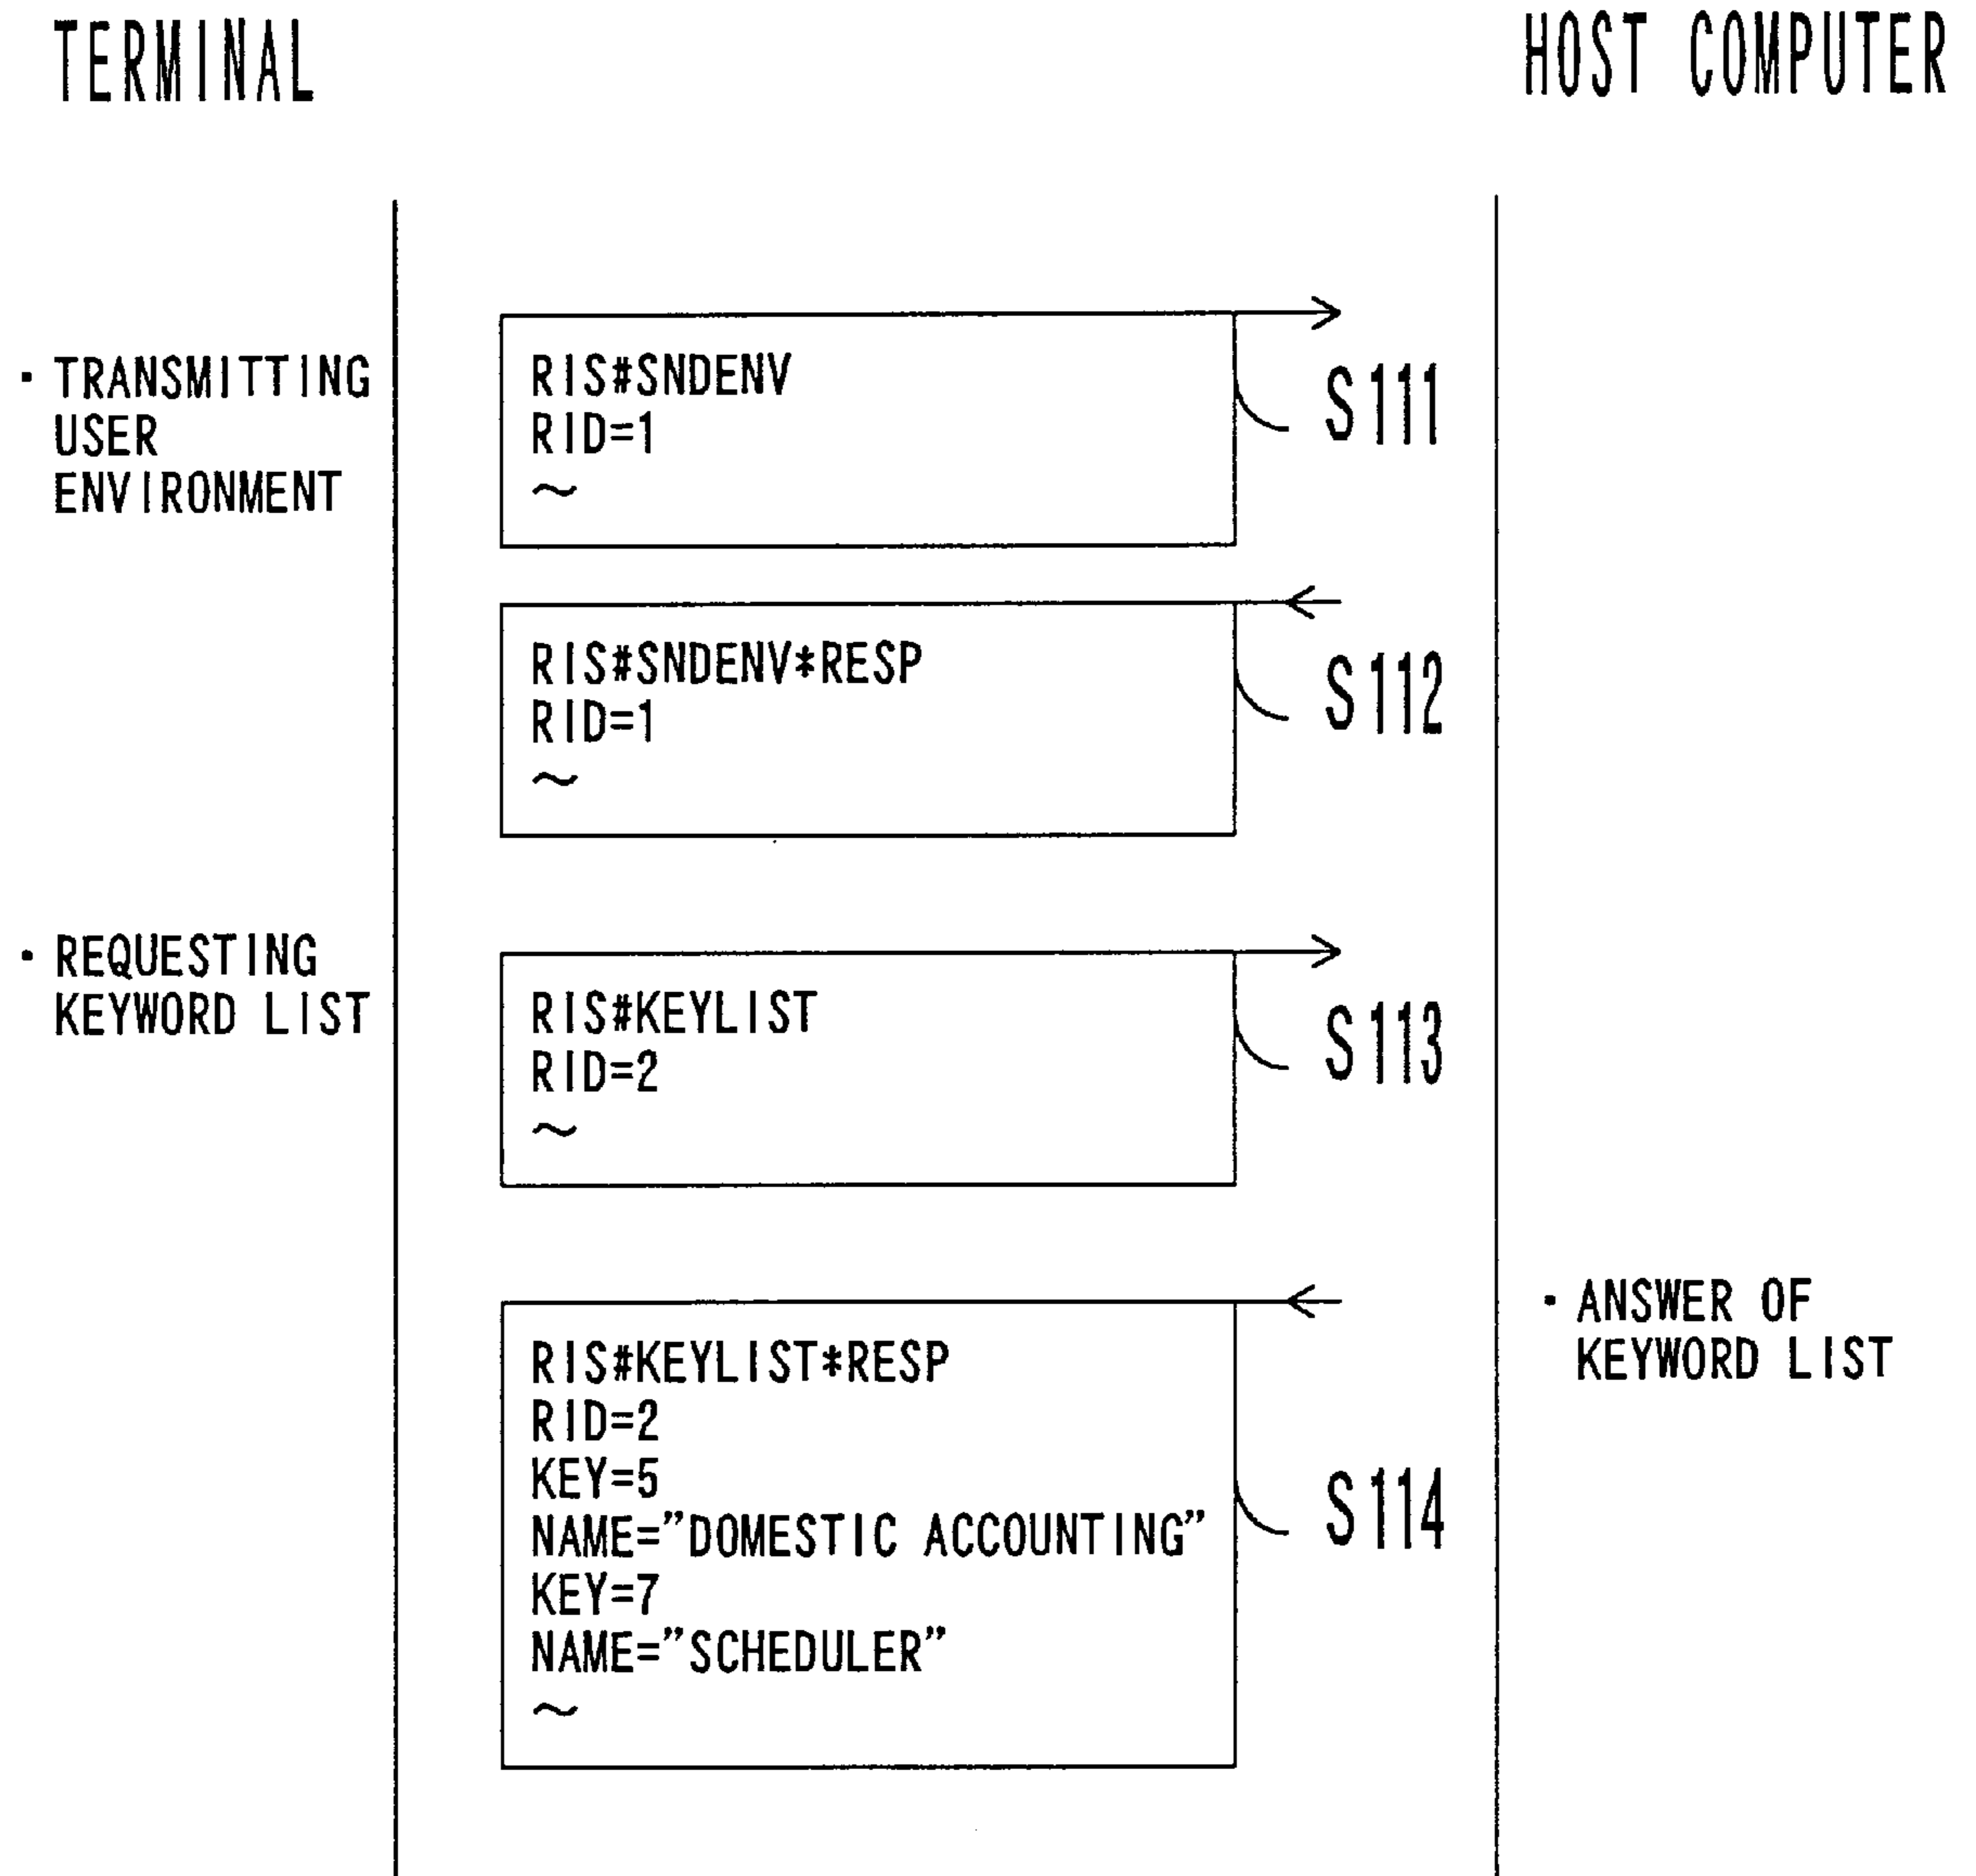 TERMINAL
HOST COMPUTER
・TRANSMITTING
USER
ENVIRONMENT
RIS#SNDENV
RID=1
~
S111
RIS#SNDENV*RESP
RID=1
~
S112
・REQUESTING
KEYWORD LIST
RIS#KEYLIST
RID=2
~
S113
RIS#KEYLIST*RESP
RID=2
KEY=5
NAME="DOMESTIC ACCOUNTING"
KEY=7
NAME="SCHEDULER"
~
S114
・ANSWER OF
KEYWORD LIST